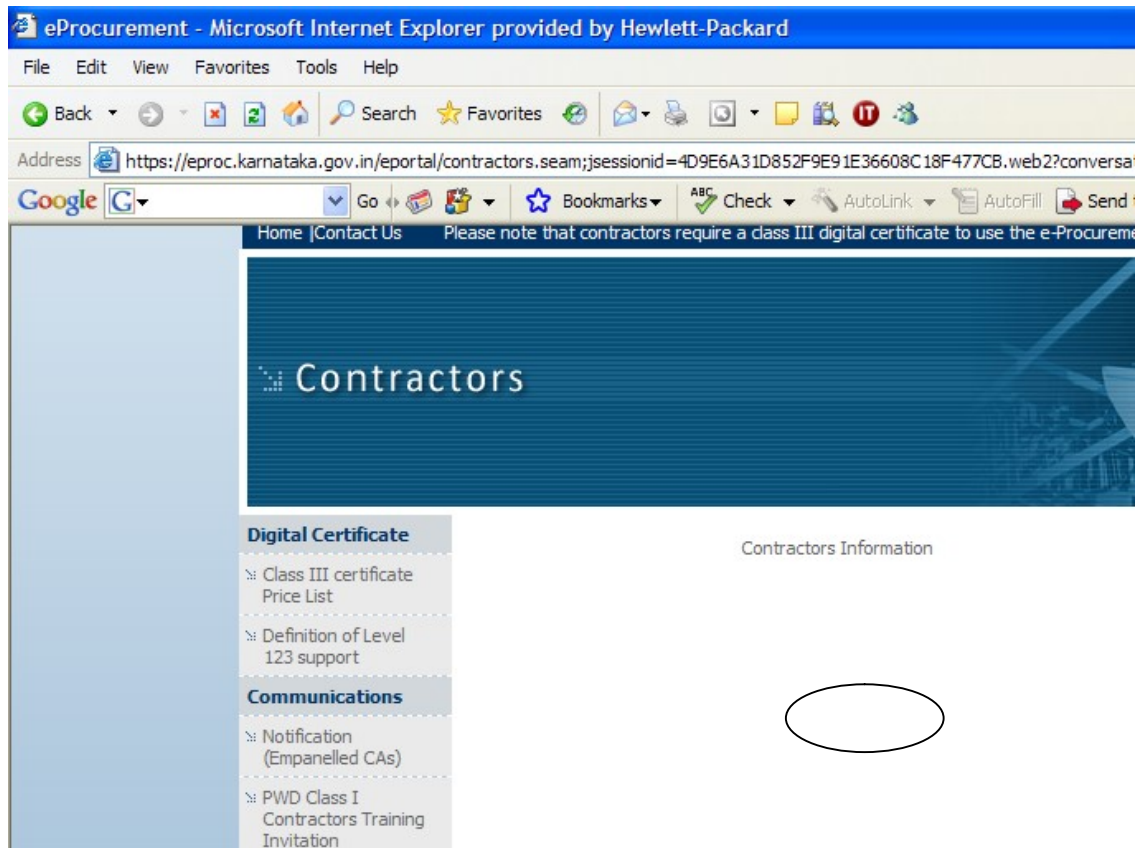 eProcurement - Microsoft Internet Explorer provided by Hewlett-Packard
File Edit View Favorites Tools Help
Back Search Favorites IT
Address https://eproc.karnataka.gov.in/eportal/contractors.seam;jsessionid=4D9E6A31D852F9E91E36608C18F477CB.web2?conversa
Google G Go Bookmarks ABC Check AutoLink AutoFill Send
Home |Contact Us Please note that contractors require a class III digital certificate to use the e-Procureme
Contractors
Digital Certificate
Contractors Information
Class III certificate
Price List
Definition of Level
123 support
Communications
Notification
(Empanelled CAs)
PWD Class I
Contractors Training
Invitation